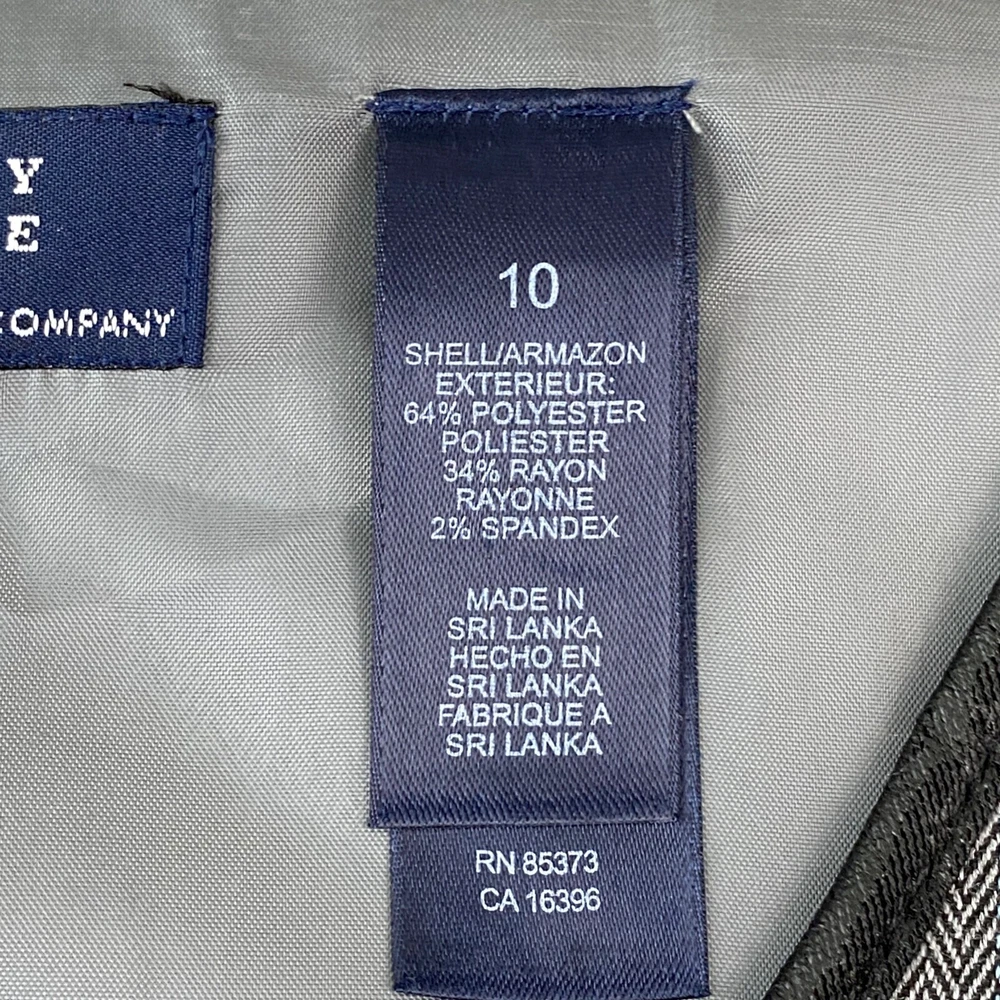 Y
E
COMPANY
10
SHELL/ARMAZON
EXTERIEUR:
64% POLYESTER
POLIESTER
34% RAYON
RAYONNE
2% SPANDEX
MADE IN
SRI LANKA
HECHO EN
SRI LANKA
FABRIQUE A
SRI LANKA
RN 85373
CA 16396